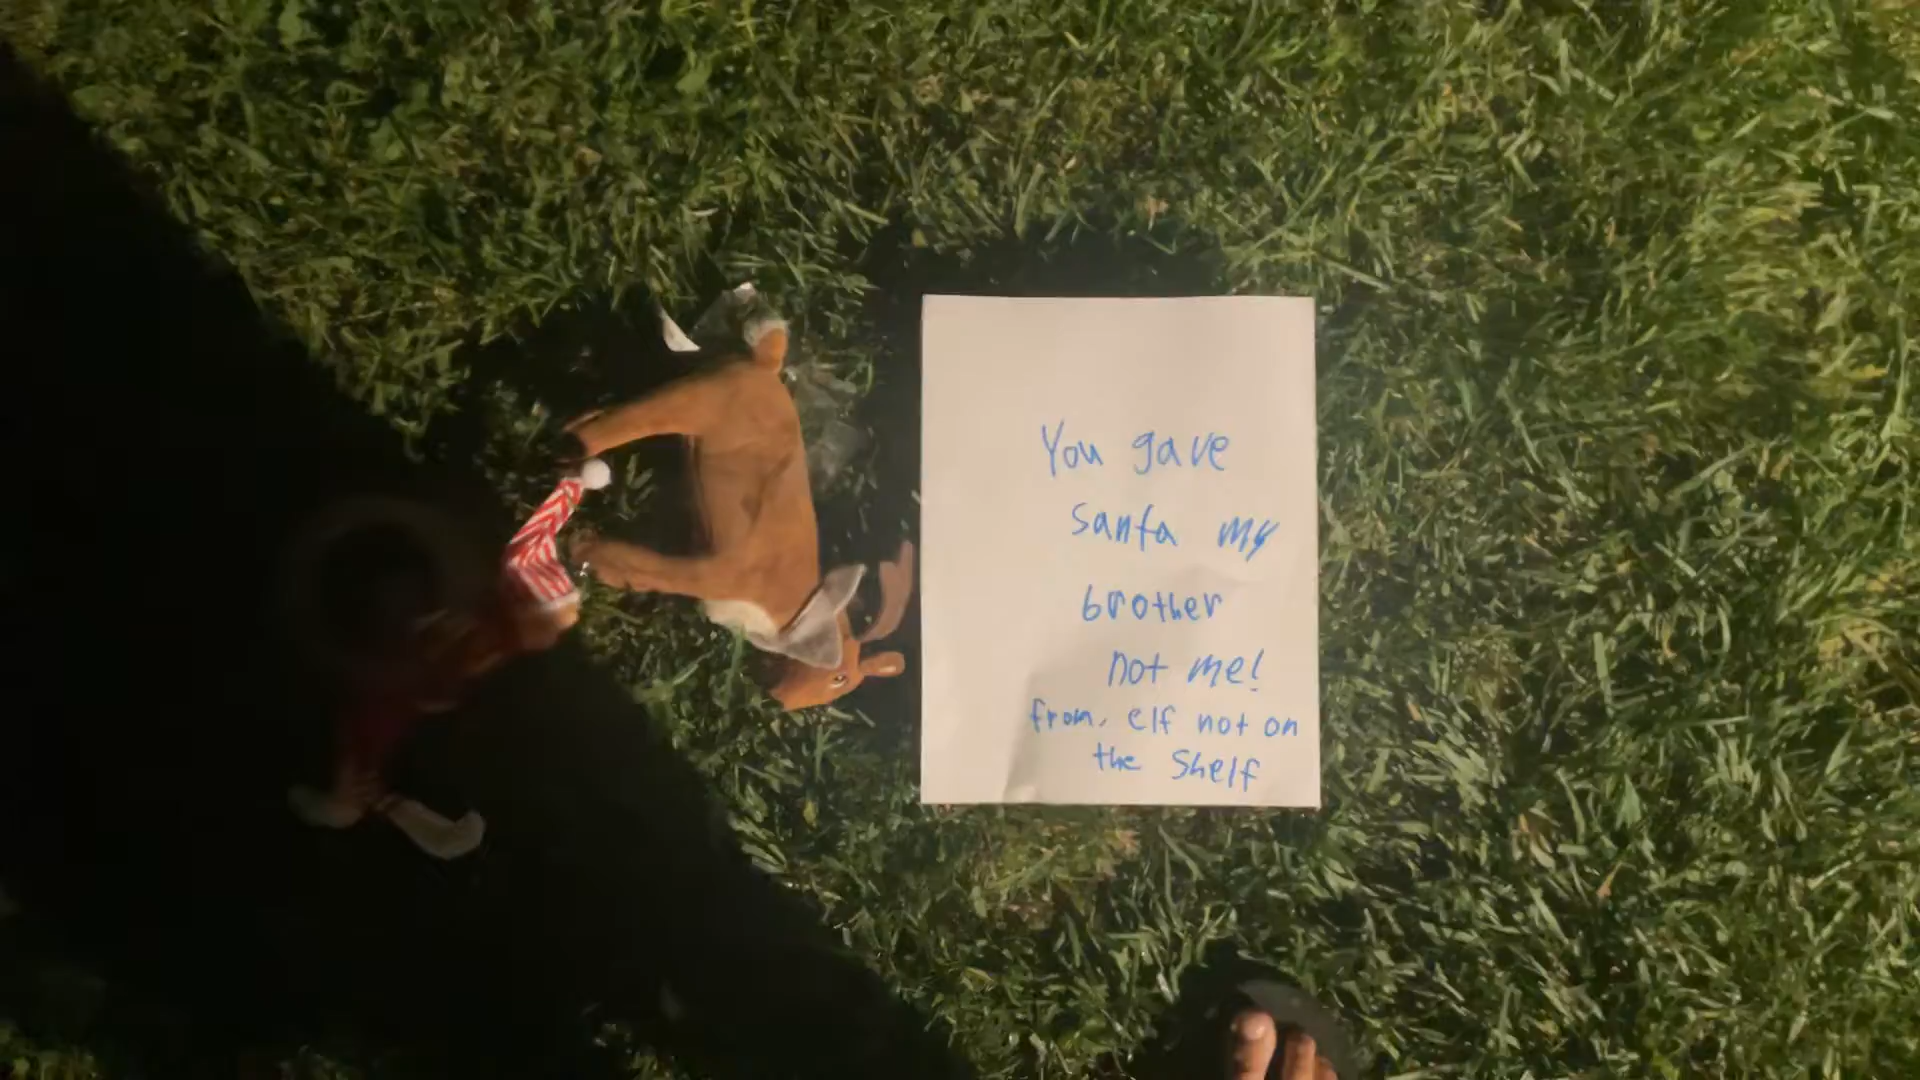 You gave
santa my
brother
not me!
from, elf not on
the Shelf